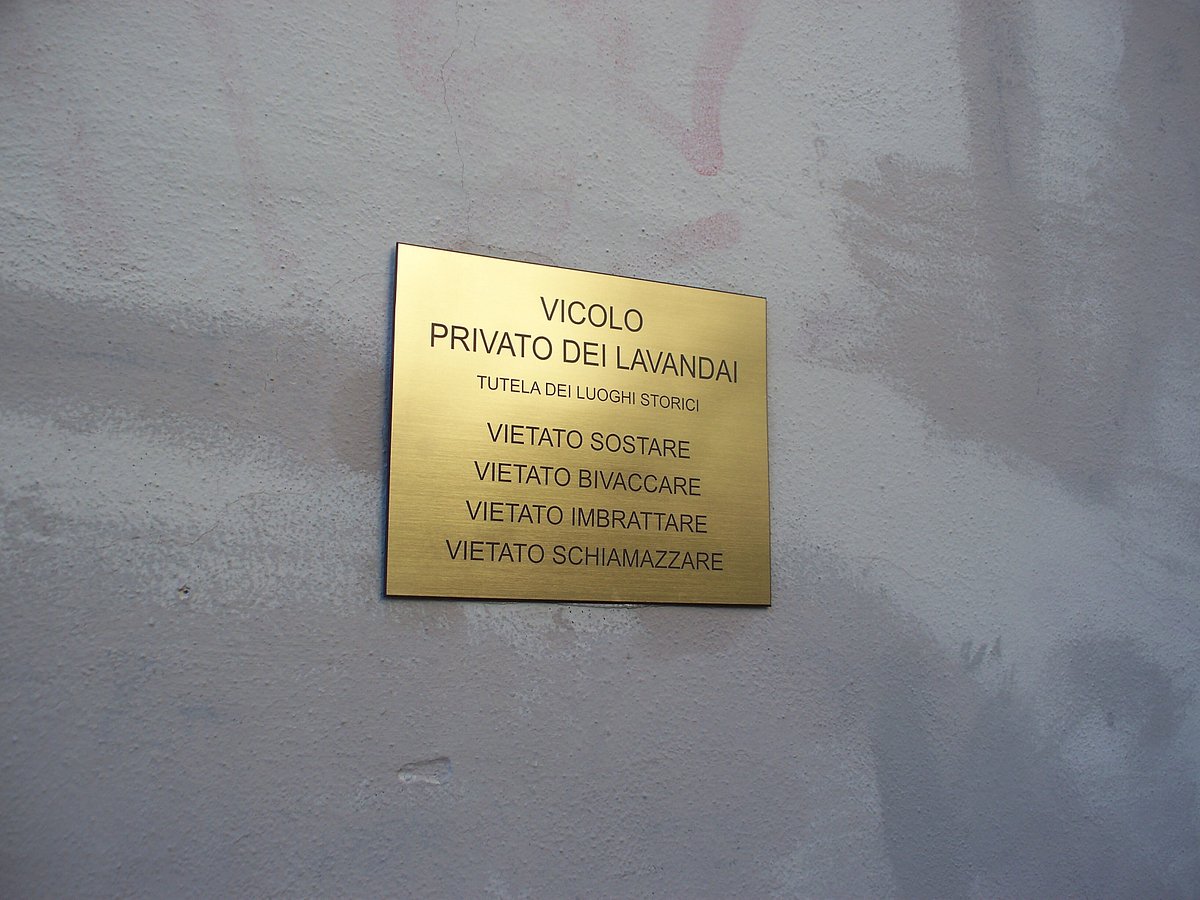 VICOLO
PRIVATO DEI LAVANDAI
TUTELA DEI LUOGHI STORICI
VIETATO SOSTARE
VIETATO BIVACCARE
VIETATO IMBRATTARE
VIETATO SCHIAMAZZARE